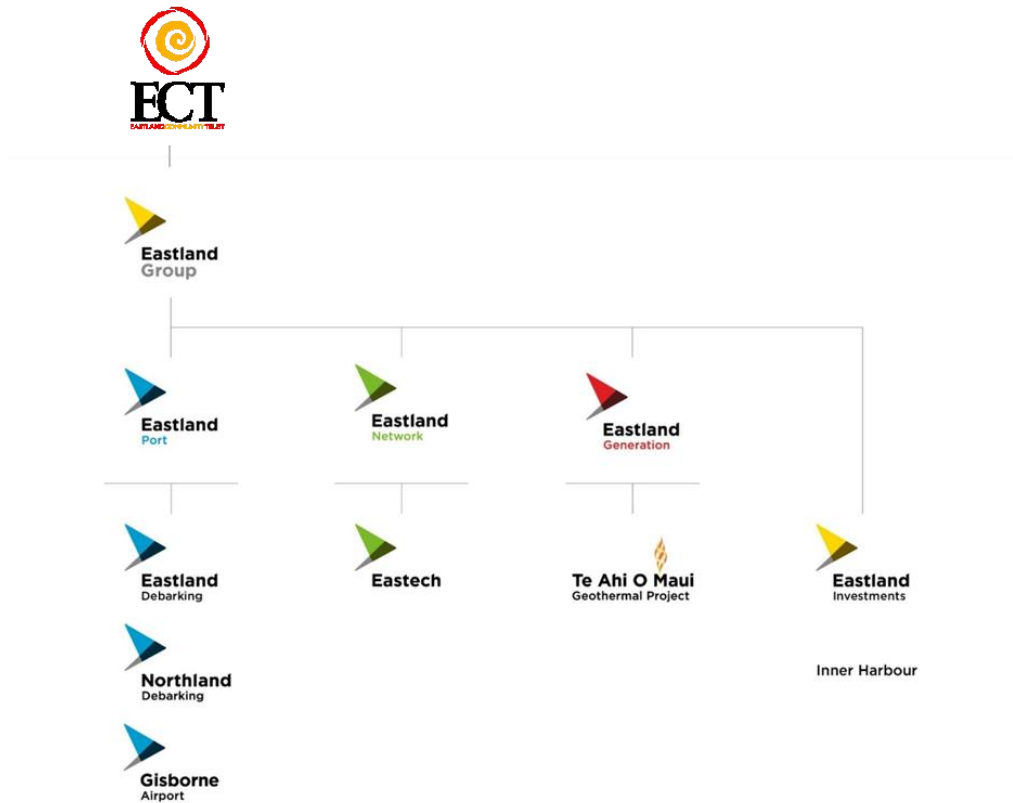 ECT
EASTLANDCOMMUNITYTRUST
Eastland
Group
Eastland
Port
Eastland
Network
Eastland
Generation
Eastland
Debarking
Eastech
Te Ahi O Maui
Geothermal Project
Eastland
Investments
Northland
Debarking
Inner Harbour
Gisborne
Airport